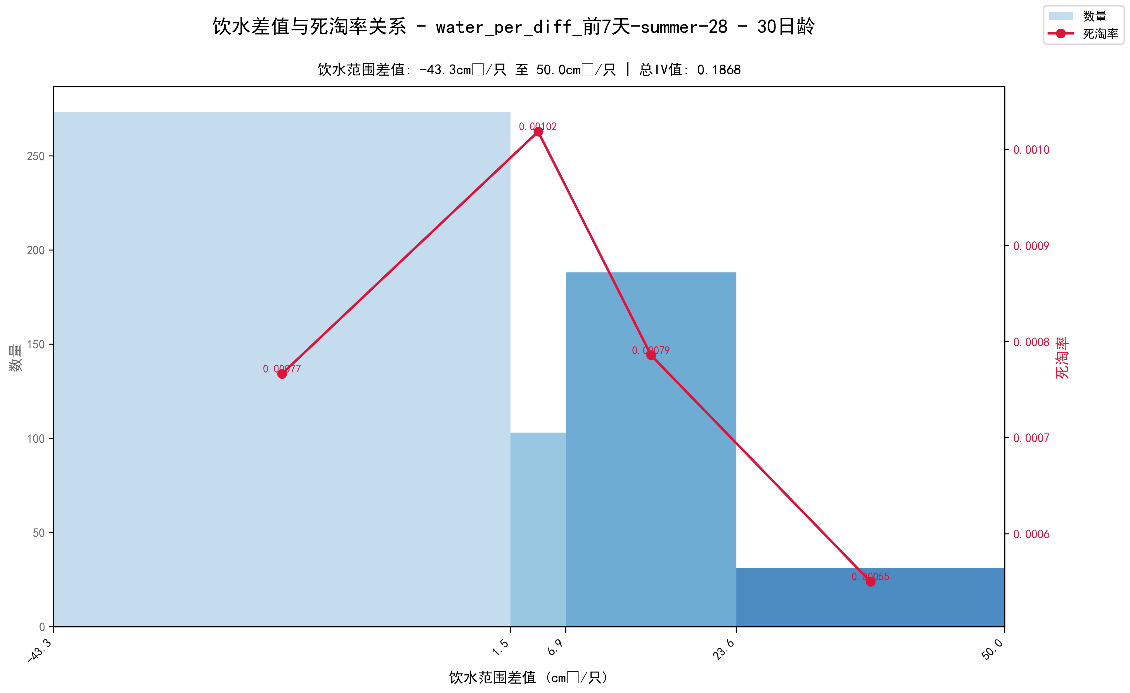 饮水差值与死淘率关系 - water_per_diff_前7天-summer-28 - 30日龄
数量
死淘率
饮水范围差值: -43.3cm□/只 至 50.0cm□/只 | 总IV值: 0.1868
250
200
150
100
50
0
数量
0.00077
0.00102
0.00079
0.00055
0.0010
0.0009
0.0008
0.0007
0.0006
死淘率
-43.3
1.5
6.9
23.6
50.0
饮水范围差值 (cm□/只)